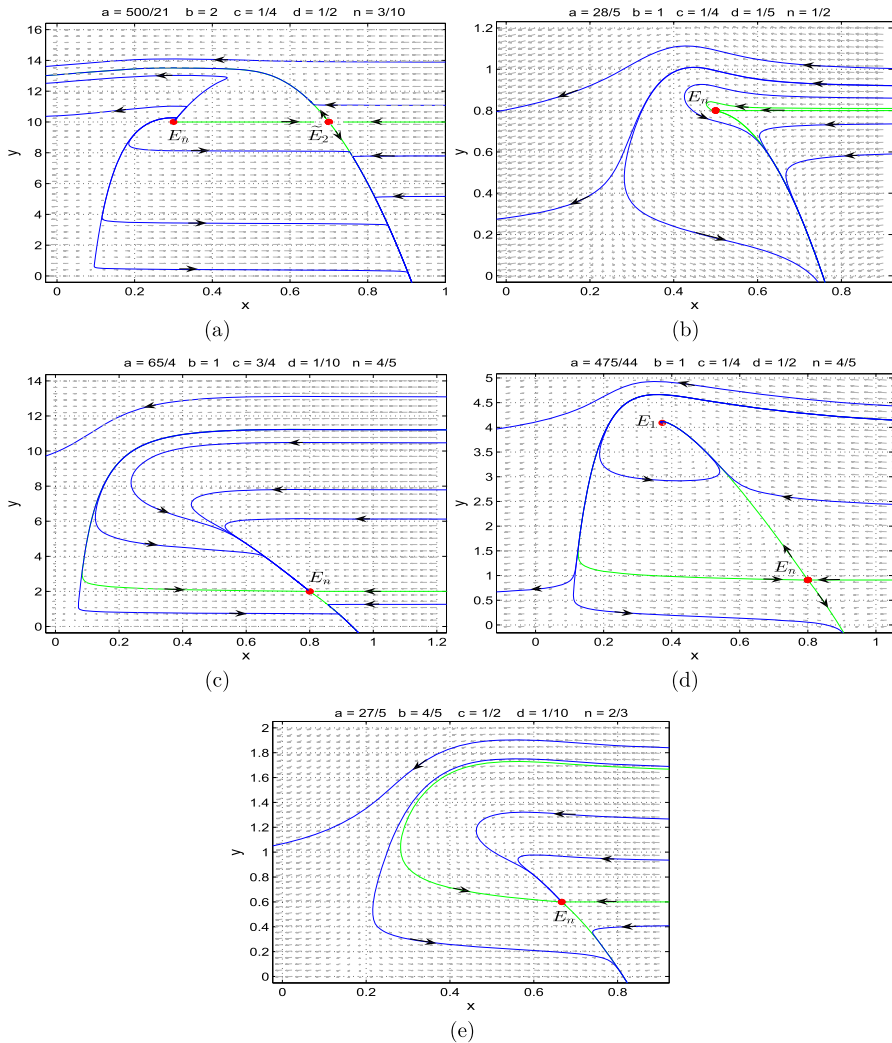 a = 500/21 b = 2 c = 1/4 d = 1/2 n = 3/10
16
14
12
10
8
6
4
2
0
y
E_n
Ẽ_2
0 0.2 0.4 0.6 0.8 1
x
(a)
a = 28/5 b = 1 c = 1/4 d = 1/5 n = 1/2
1.2
1
0.8
0.6
0.4
0.2
0
y
E_n
0 0.2 0.4 0.6 0.8
x
(b)
a = 65/4 b = 1 c = 3/4 d = 1/10 n = 4/5
14
12
10
8
6
4
2
0
y
E_n
0 0.2 0.4 0.6 0.8 1 1.2
x
(c)
a = 475/44 b = 1 c = 1/4 d = 1/2 n = 4/5
5
4.5
4
3.5
3
2.5
2
1.5
1
0.5
0
y
E_1
E_n
0 0.2 0.4 0.6 0.8 1
x
(d)
a = 27/5 b = 4/5 c = 1/2 d = 1/10 n = 2/3
2
1.8
1.6
1.4
1.2
1
0.8
0.6
0.4
0.2
0
y
E_n
0 0.2 0.4 0.6 0.8
x
(e)